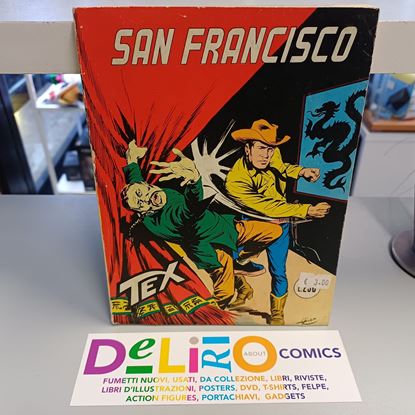 SAN FRANCISCO
TEX
€ 3.00
L.200
DeLiRiO ABOUT COMICS
FUMETTI NUOVI, USATI, DA COLLEZIONE, LIBRI, RIVISTE,
LIBRI D'ILLUSTRAZIONI, POSTERS, DVD, T-SHIRTS, FELPE,
ACTION FIGURES, PORTACHIAVI, GADGETS